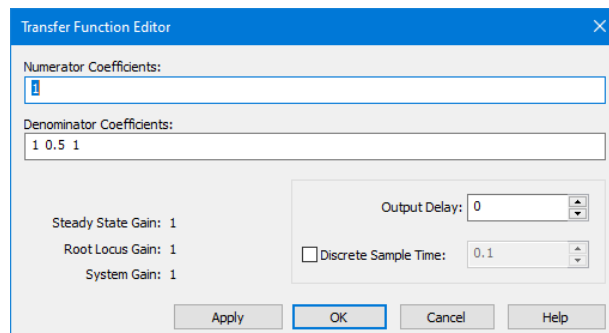 Transfer Function Editor
Numerator Coefficients:
1
Denominator Coefficients:
1 0.5 1
Steady State Gain: 1
Root Locus Gain: 1
System Gain: 1
Output Delay: 0
Discrete Sample Time: 0.1
Apply OK Cancel Help